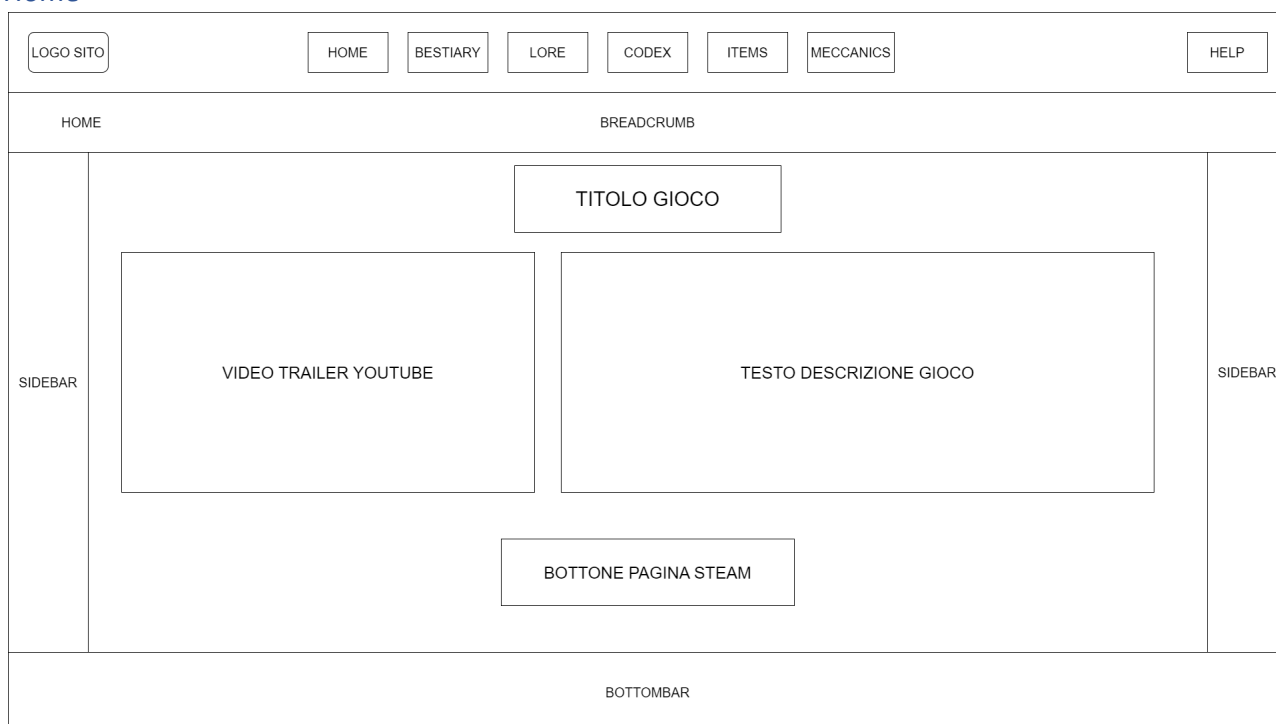 Home
LOGO SITO
HOME
BESTIARY
LORE
CODEX
ITEMS
MECCANICS
HELP
HOME
BREADCRUMB
TITOLO GIOCO
SIDEBAR
VIDEO TRAILER YOUTUBE
TESTO DESCRIZIONE GIOCO
SIDEBAR
BOTTONE PAGINA STEAM
BOTTOMBAR